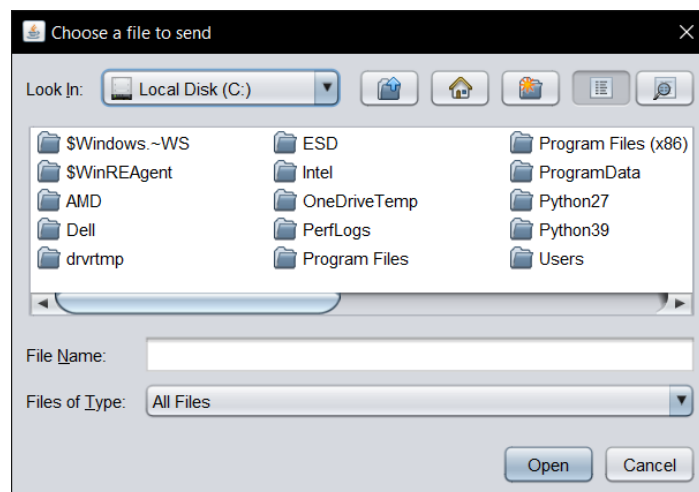 Choose a file to send
Look In: Local Disk (C:)
$Windows.~WS ESD Program Files (x86)
$WinREAgent Intel ProgramData
AMD OneDriveTemp Python27
Dell PerfLogs Python39
drvrtmp Program Files Users
File Name:
Files of Type: All Files
Open Cancel